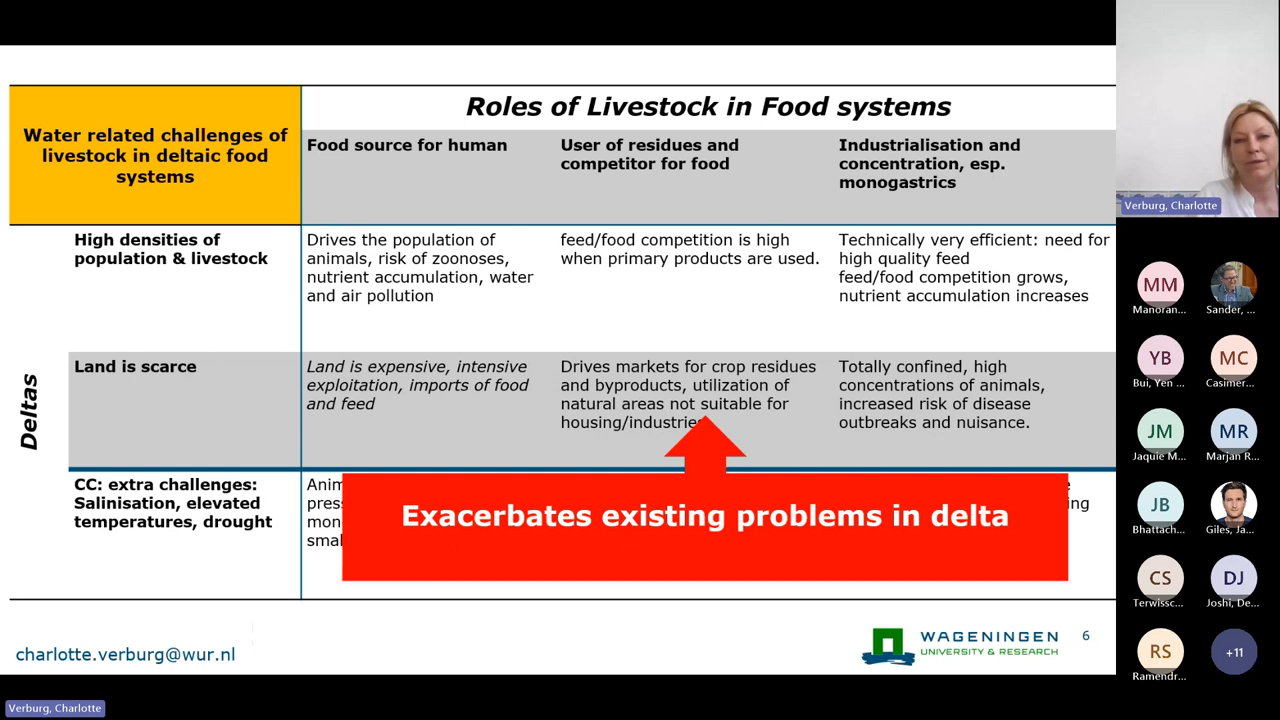 Roles of Livestock in Food systems
Water related challenges of
livestock in deltaic food
systems
Food source for human
User of residues and
competitor for food
Industrialisation and
concentration, esp.
monogastrics
Deltas
High densities of
population & livestock
Drives the population of
animals, risk of zoonoses,
nutrient accumulation, water
and air pollution
feed/food competition is high
when primary products are used.
Technically very efficient: need for
high quality feed
feed/food competition grows,
nutrient accumulation increases
Land is scarce
Land is expensive, intensive
exploitation, imports of food
and feed
Drives markets for crop residues
and byproducts, utilization of
natural areas not suitable for
housing/industries
Totally confined, high
concentrations of animals,
increased risk of disease
outbreaks and nuisance.
CC: extra challenges:
Salinisation, elevated
temperatures, drought
Exacerbates existing problems in delta
charlotte.verburg@wur.nl
WAGENINGEN
UNIVERSITY & RESEARCH
6
Verburg, Charlotte
Verburg, Charlotte
MM
Manoran...
Sander, ...
YB
Bui, Yen ...
MC
Casimer...
JM
Jaquie M...
MR
Marjan R...
JB
Bhattach...
Giles, Ja...
CS
Terwissc...
DJ
Joshi, De...
RS
Ramendr...
+11